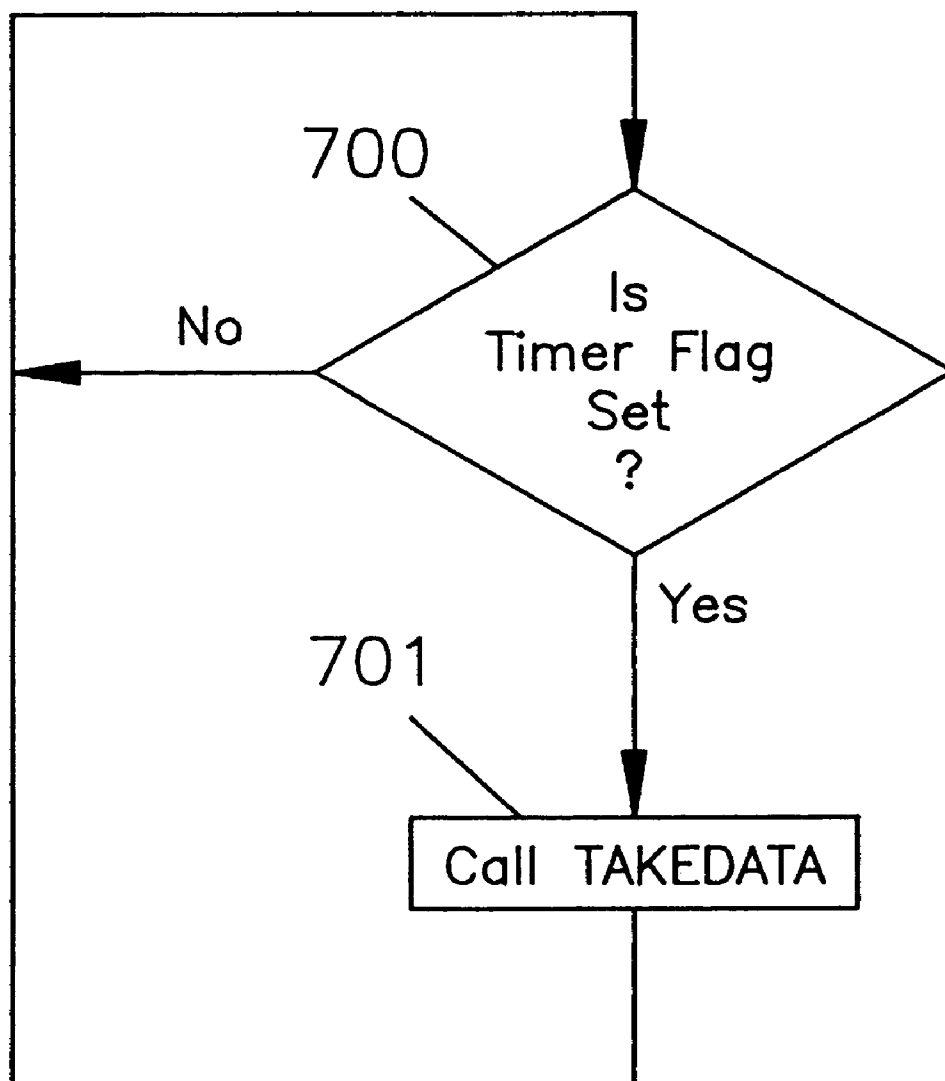 700
No
Is
Timer Flag
Set
?
Yes
701
Call TAKEDATA